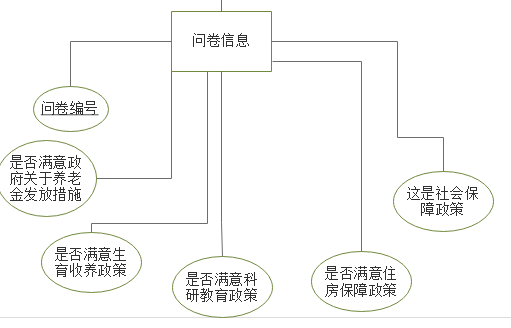 问卷信息
问卷编号
是否满意政
府关于养老
金发放措施
是否满意生
育收养政策
是否满意科
研教育政策
是否满意住
房保障政策
这是社会保
障政策